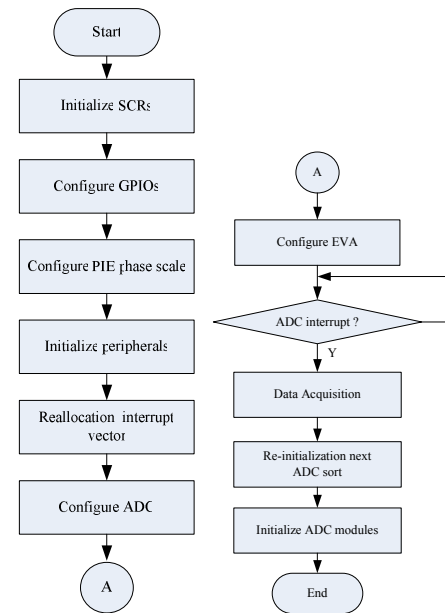 Start
Initialize SCRs
Configure GPIOs
Configure PIE phase scale
Initialize peripherals
Reallocation interrupt
vector
Configure ADC
A
A
Configure EVA
ADC interrupt ?
Y
Data Acquisition
Re-initialization next
ADC sort
Initialize ADC modules
End